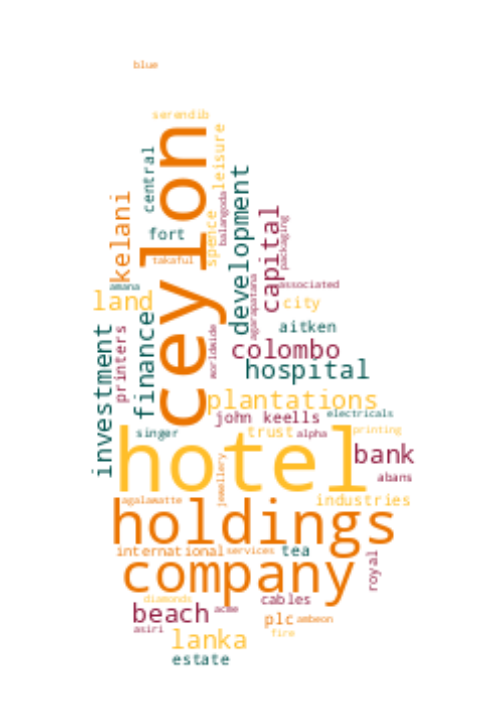 blue
serendib
ceylon
central
leisure
development
spence
balangoda
kelani
fort
capital
packaging
takaful
associated
amana
land
agarapatana
city
investment
printers
finance
worldwide
aitken
colombo
hospital
plantations
john keells
electricals
singer
hotel
trust
alpha
printing
bank
abans
jewellery
agalawatte
industries
holdings
international
services
tea
company
royal
diamonds
cables
beach
acme
plc
ambeon
asiri
lanka
fire
estate